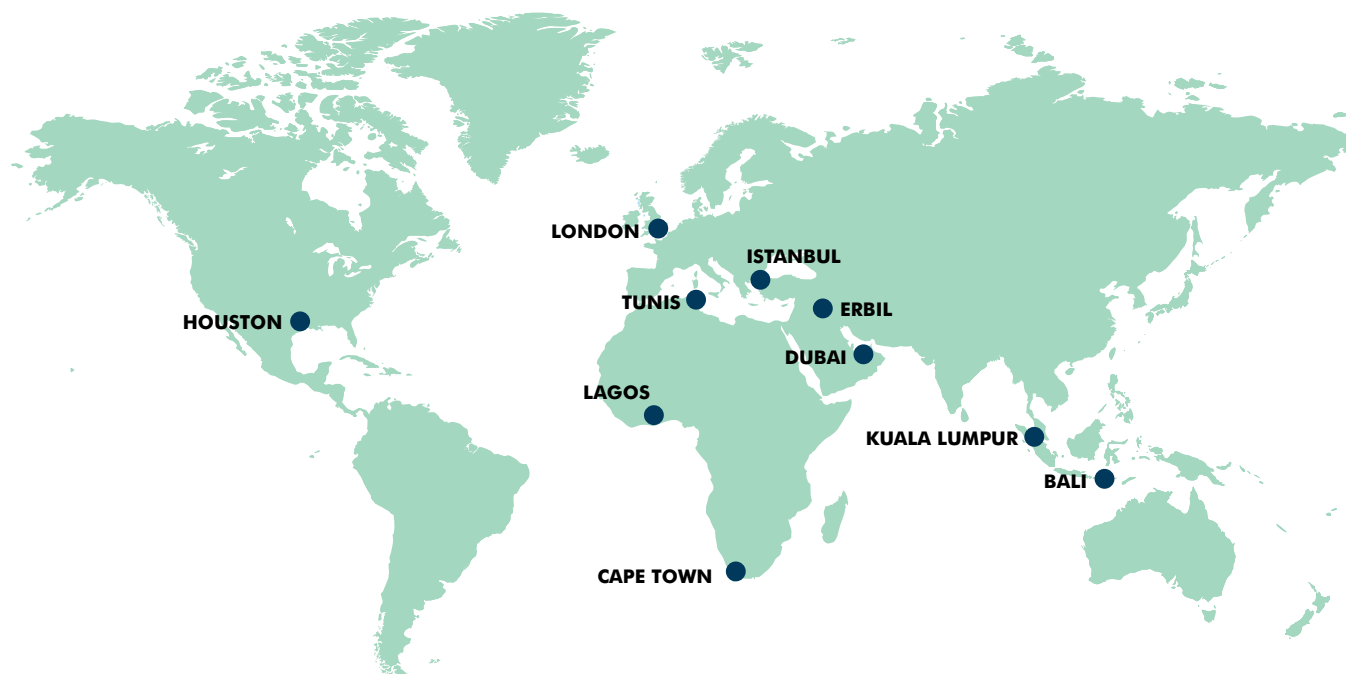 LONDON
ISTANBUL
TUNIS
ERBIL
HOUSTON
DUBAI
LAGOS
KUALA LUMPUR
BALI
CAPE TOWN